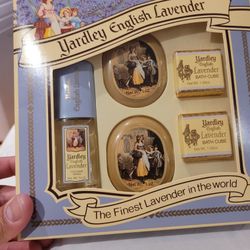 Yardley English Lavender
Yardley
English
Lavender
BATH CUBE
Yardley
English
Lavender
BATH CUBE
Yardley
English
Lavender
The Finest Lavender in the world